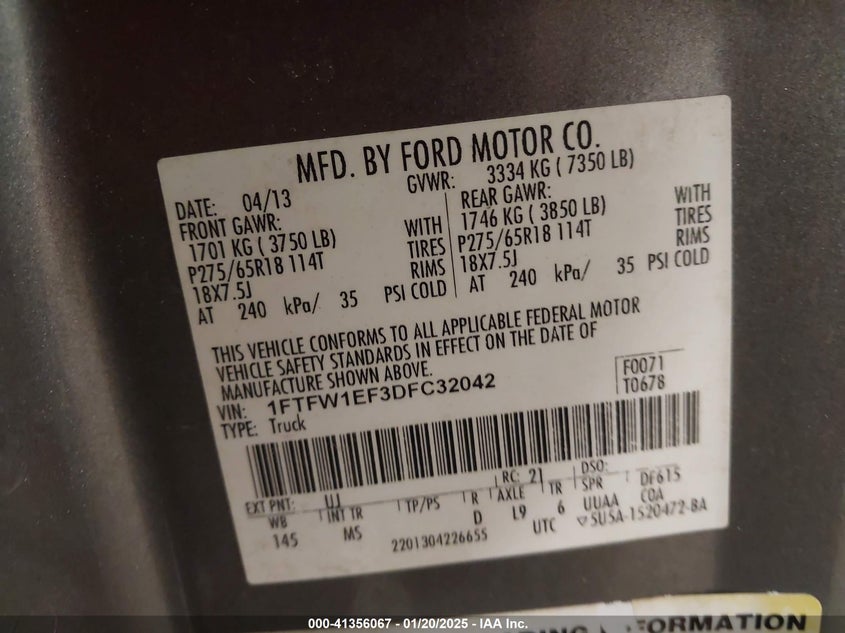 MFD. BY FORD MOTOR CO.
DATE: 04/13 GVWR: 3334 KG ( 7350 LB)
FRONT GAWR: REAR GAWR:
1701 KG ( 3750 LB) WITH 1746 KG ( 3850 LB) WITH
P275/65R18 114T TIRES P275/65R18 114T TIRES
18X7.5J RIMS 18X7.5J RIMS
AT 240 kPa/ 35 PSI COLD AT 240 kPa/ 35 PSI COLD
THIS VEHICLE CONFORMS TO ALL APPLICABLE FEDERAL MOTOR
VEHICLE SAFETY STANDARDS IN EFFECT ON THE DATE OF
MANUFACTURE SHOWN ABOVE.
F0071
VIN: 1FTFW1EF3DFC32042 T0678
TYPE: Truck
EXT PNT: UJ RC: 21 DSO:
WB INT TR TP/PS R AXLE TR SPR DF615
145 MS D L9 6 UUAA COA
2201304226655 UTC ▽5U5A-1520472-BA
FORMATION
000-41356067 - 01/20/2025 - IAA Inc.